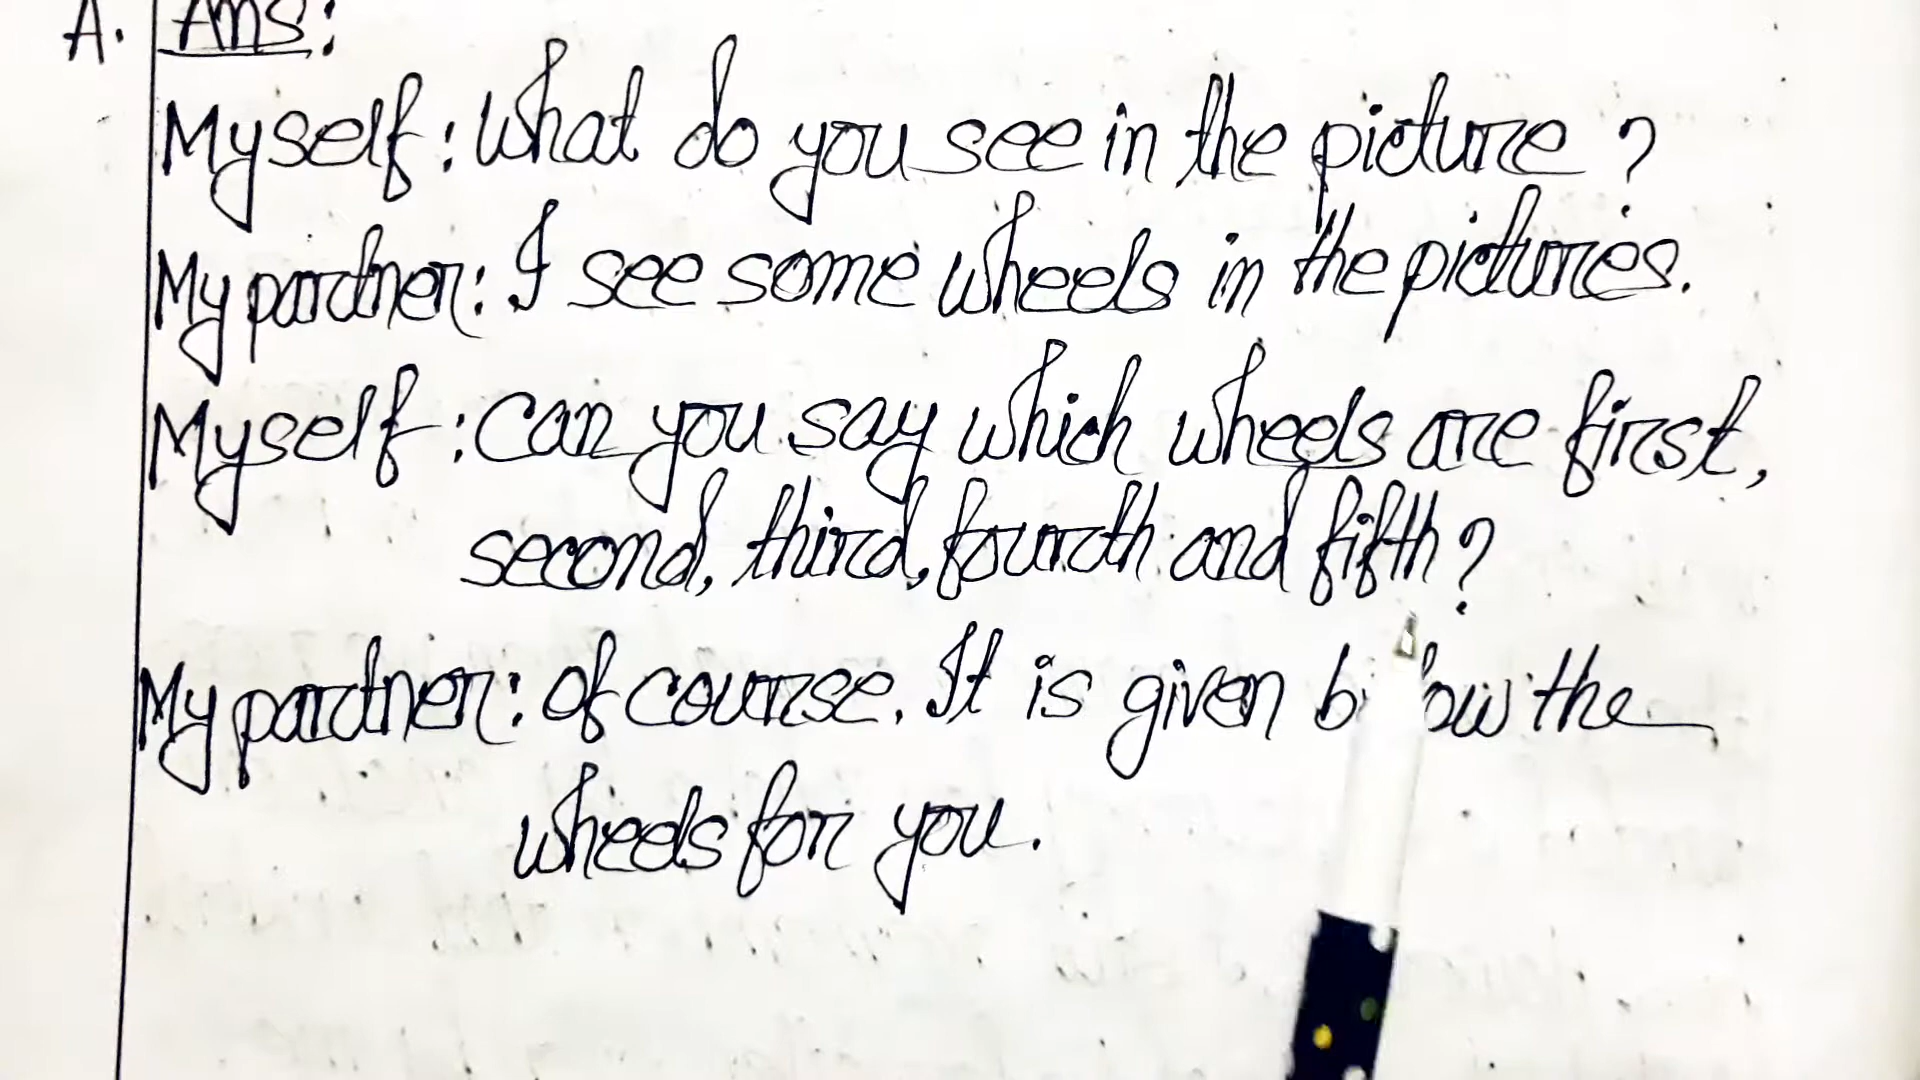 A. Ans:
Myself: What do you see in the picture?
My partner: I see some wheels in the pictures.
Myself: Can you say which wheels are first,
second, third, fourth and fifth?
My partner: of course. It is given the
wheels for you.